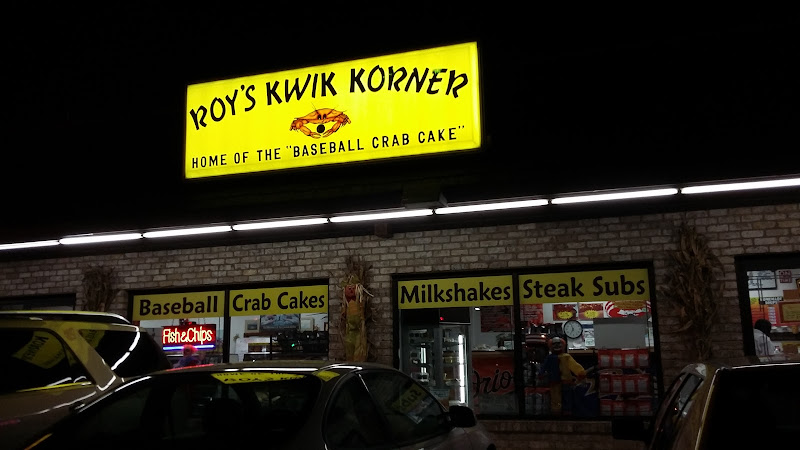 ROY'S KWIK KORNER
HOME OF THE "BASEBALL CRAB CAKE"
Baseball Crab Cakes
Milkshakes Steak Subs
Fish & Chips